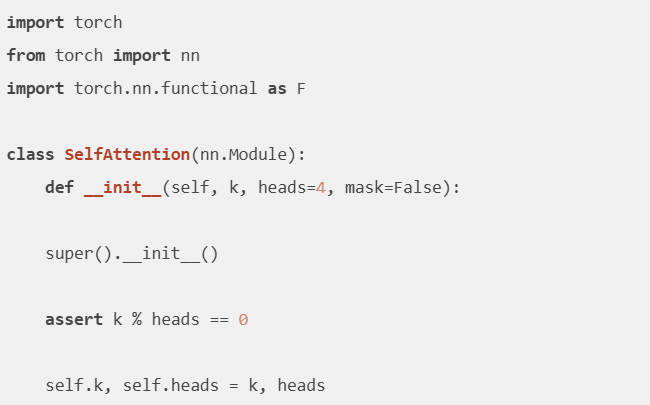 import torch
from torch import nn
import torch.nn.functional as F
class SelfAttention(nn.Module):
    def __init__(self, k, heads=4, mask=False):
    super().__init__()
    assert k % heads == 0
    self.k, self.heads = k, heads